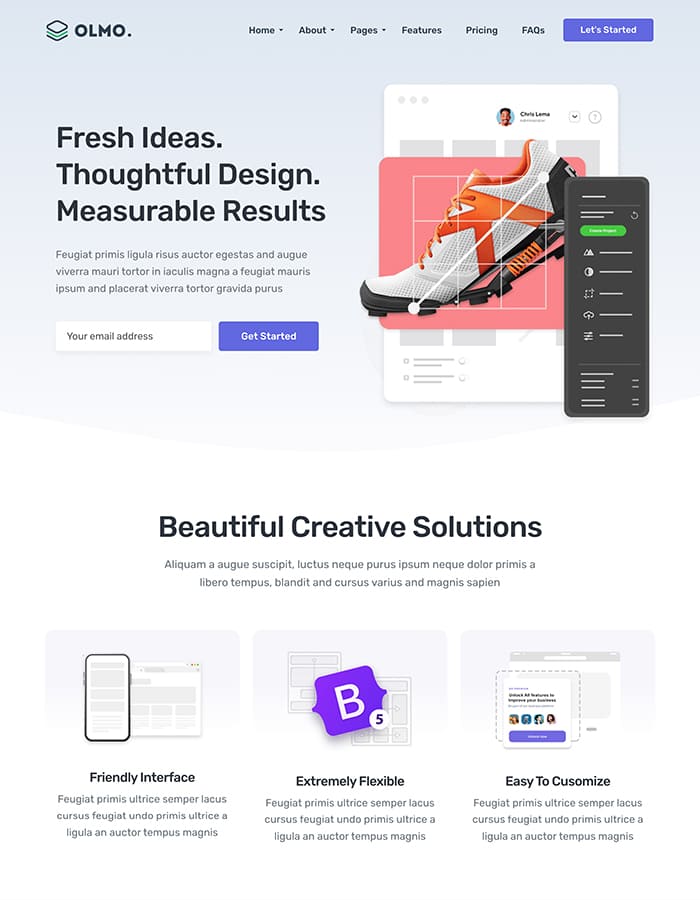 OLMO.
Home
About
Pages
Features
Pricing
FAQs
Let's Started
Fresh Ideas.
Thoughtful Design.
Measurable Results
Feugiat primis ligula risus auctor egestas and augue
viverra mauri tortor in iaculis magna a feugiat mauris
ipsum and placerat viverra tortor gravida purus
Your email address
Get Started
Chris Lema
?
Create Project
Beautiful Creative Solutions
Aliquam a augue suscipit, luctus neque purus ipsum neque dolor primis a
libero tempus, blandit and cursus varius and magnis sapien
B
5
Unlock All features to
improve your business
Friendly Interface
Feugiat primis ultrice semper lacus
cursus feugiat undo primis ultrice a
ligula an auctor tempus magnis
Extremely Flexible
Feugiat primis ultrice semper lacus
cursus feugiat undo primis ultrice a
ligula an auctor tempus magnis
Easy To Cusomize
Feugiat primis ultrice semper lacus
cursus feugiat undo primis ultrice a
ligula an auctor tempus magnis